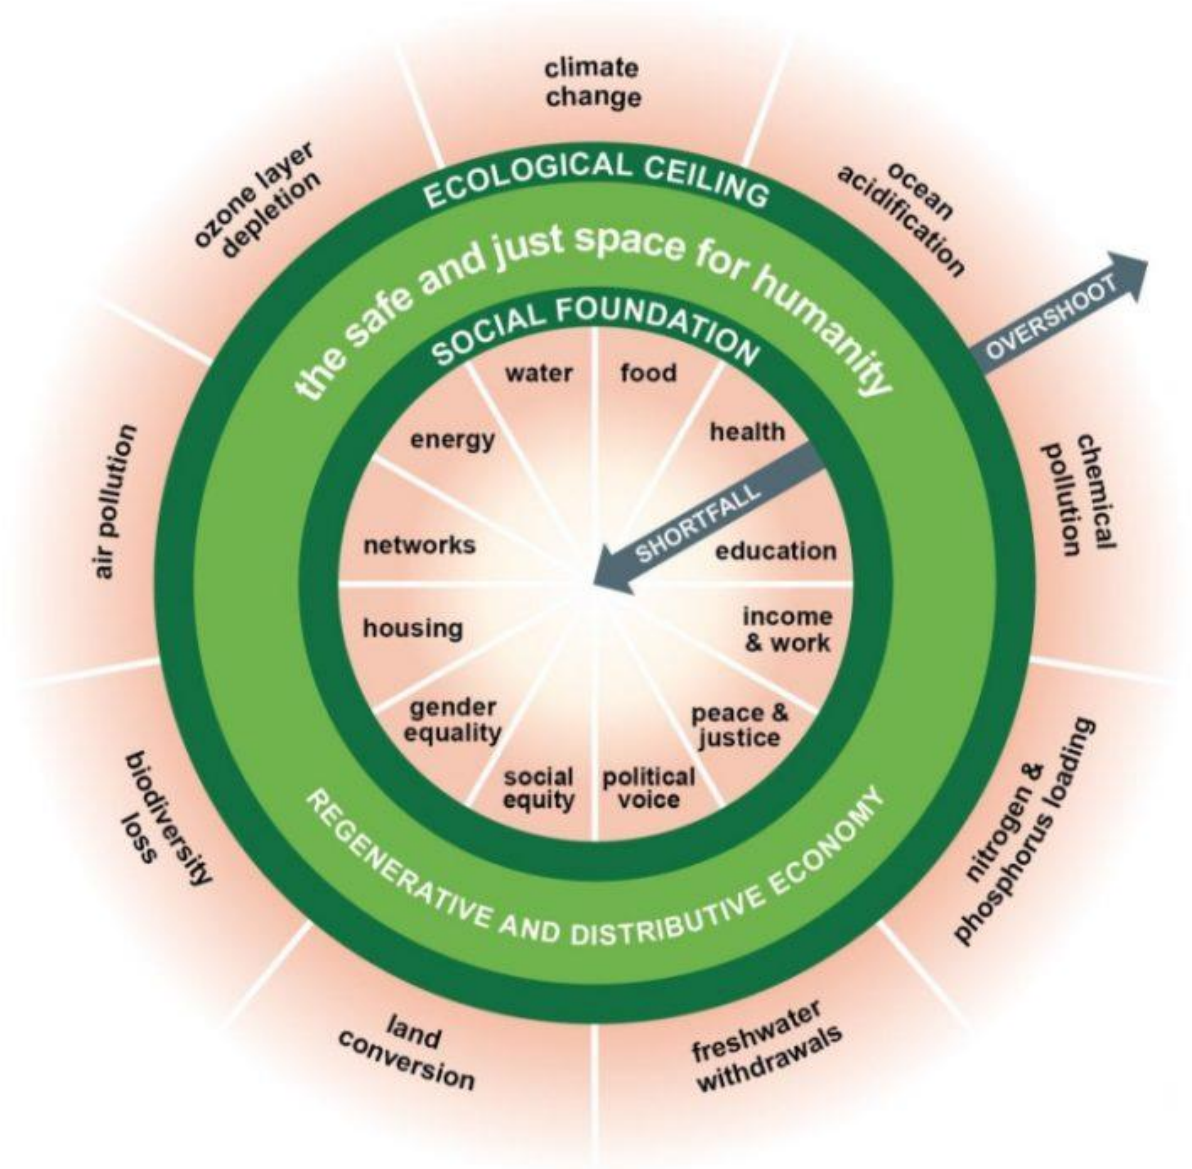 climate
change
ocean
acidification
OVERSHOOT
chemical
pollution
nitrogen &
phosphorus loading
freshwater
withdrawals
land
conversion
biodiversity
loss
air pollution
ozone layer
depletion
ECOLOGICAL CEILING
the safe and just space for humanity
SOCIAL FOUNDATION
water
food
health
SHORTFALL
education
income
& work
peace &
justice
political
voice
social
equity
gender
equality
housing
networks
energy
REGENERATIVE AND DISTRIBUTIVE ECONOMY